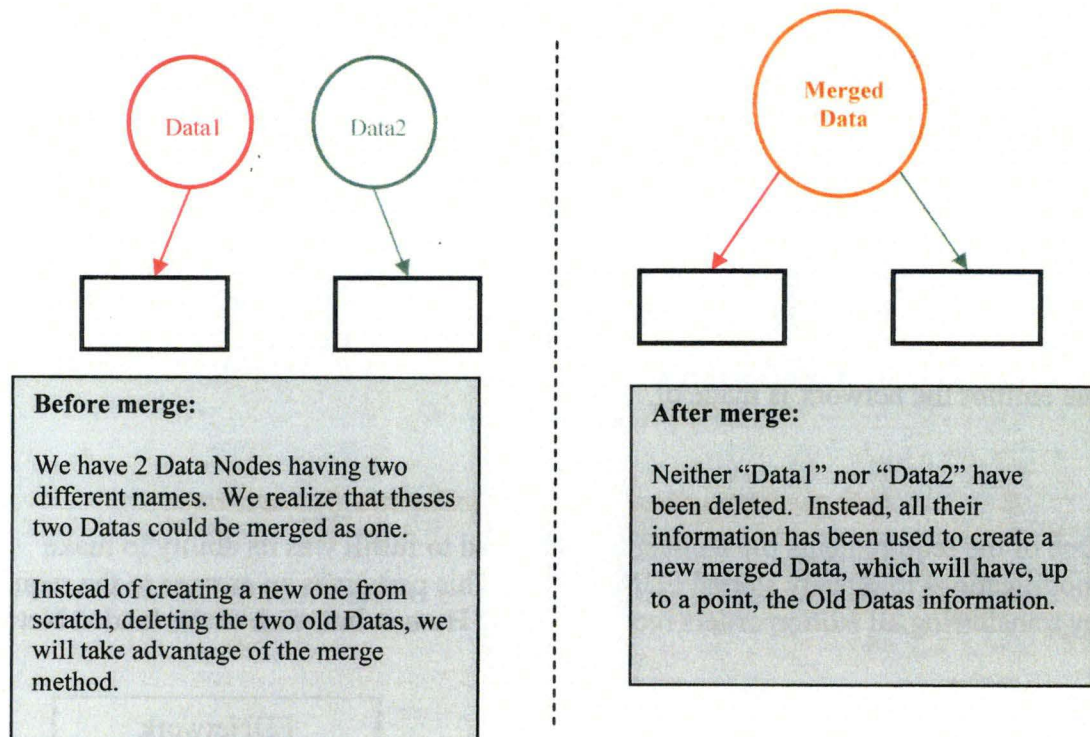 Data1
Data2
Merged
Data
Before merge:
We have 2 Data Nodes having two
different names. We realize that theses
two Datas could be merged as one.
Instead of creating a new one from
scratch, deleting the two old Datas, we
will take advantage of the merge
method.
After merge:
Neither “Data1” nor “Data2” have
been deleted. Instead, all their
information has been used to create a
new merged Data, which will have, up
to a point, the Old Datas information.